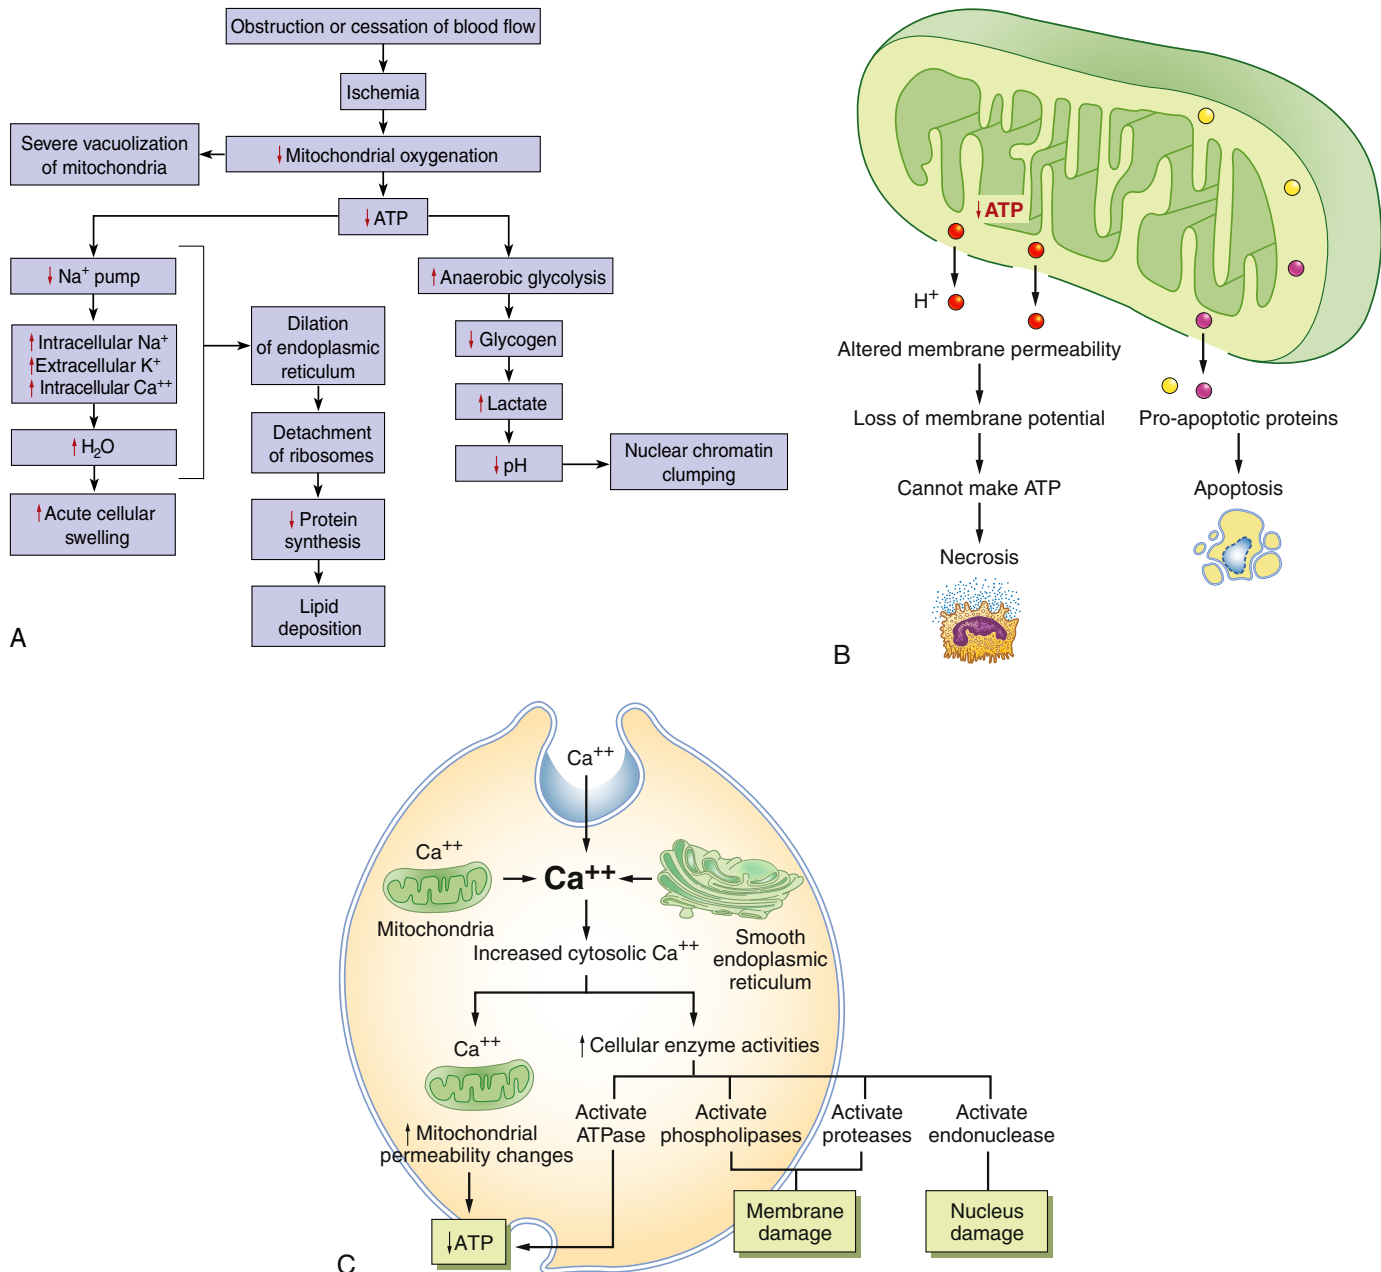 Obstruction or cessation of blood flow
Ischemia
Severe vacuolization
of mitochondria
↓Mitochondrial oxygenation
↓ATP
↓Na⁺ pump
↑Intracellular Na⁺
↑Extracellular K⁺
↑Intracellular Ca⁺⁺
↑H₂O
↑Acute cellular
swelling
Dilation
of endoplasmic
reticulum
Detachment
of ribosomes
↓Protein
synthesis
Lipid
deposition
↑Anaerobic glycolysis
↓Glycogen
↑Lactate
↓pH
Nuclear chromatin
clumping
A
↓ATP
H⁺
Altered membrane permeability
Loss of membrane potential
Cannot make ATP
Necrosis
Pro-apoptotic proteins
Apoptosis
B
Ca⁺⁺
Ca⁺⁺
Mitochondria
Ca⁺⁺
Smooth
endoplasmic
reticulum
Increased cytosolic Ca⁺⁺
Ca⁺⁺
↑Mitochondrial
permeability changes
↑Cellular enzyme activities
Activate
ATPase
Activate
phospholipases
Activate
proteases
Activate
endonuclease
↓ATP
Membrane
damage
Nucleus
damage
C